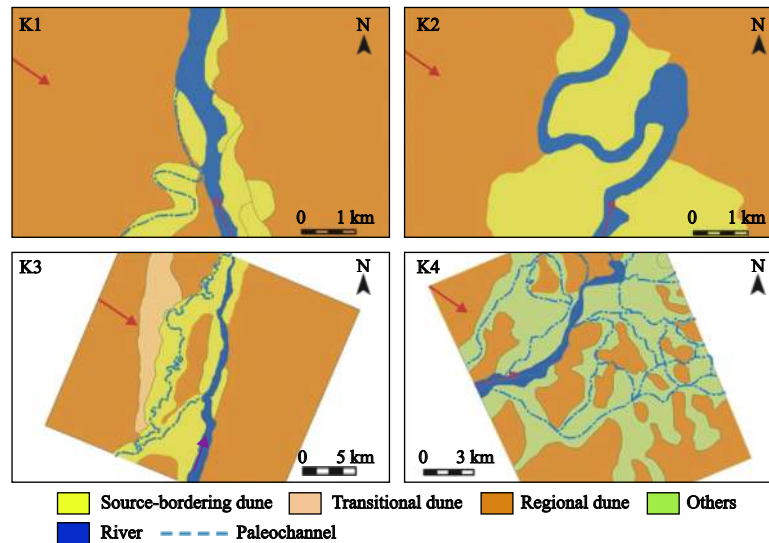 K1
N
0 1 km
K2
N
0 1 km
K3
N
0 5 km
K4
N
0 3 km
Source-bordering dune
Transitional dune
Regional dune
Others
River
Paleochannel